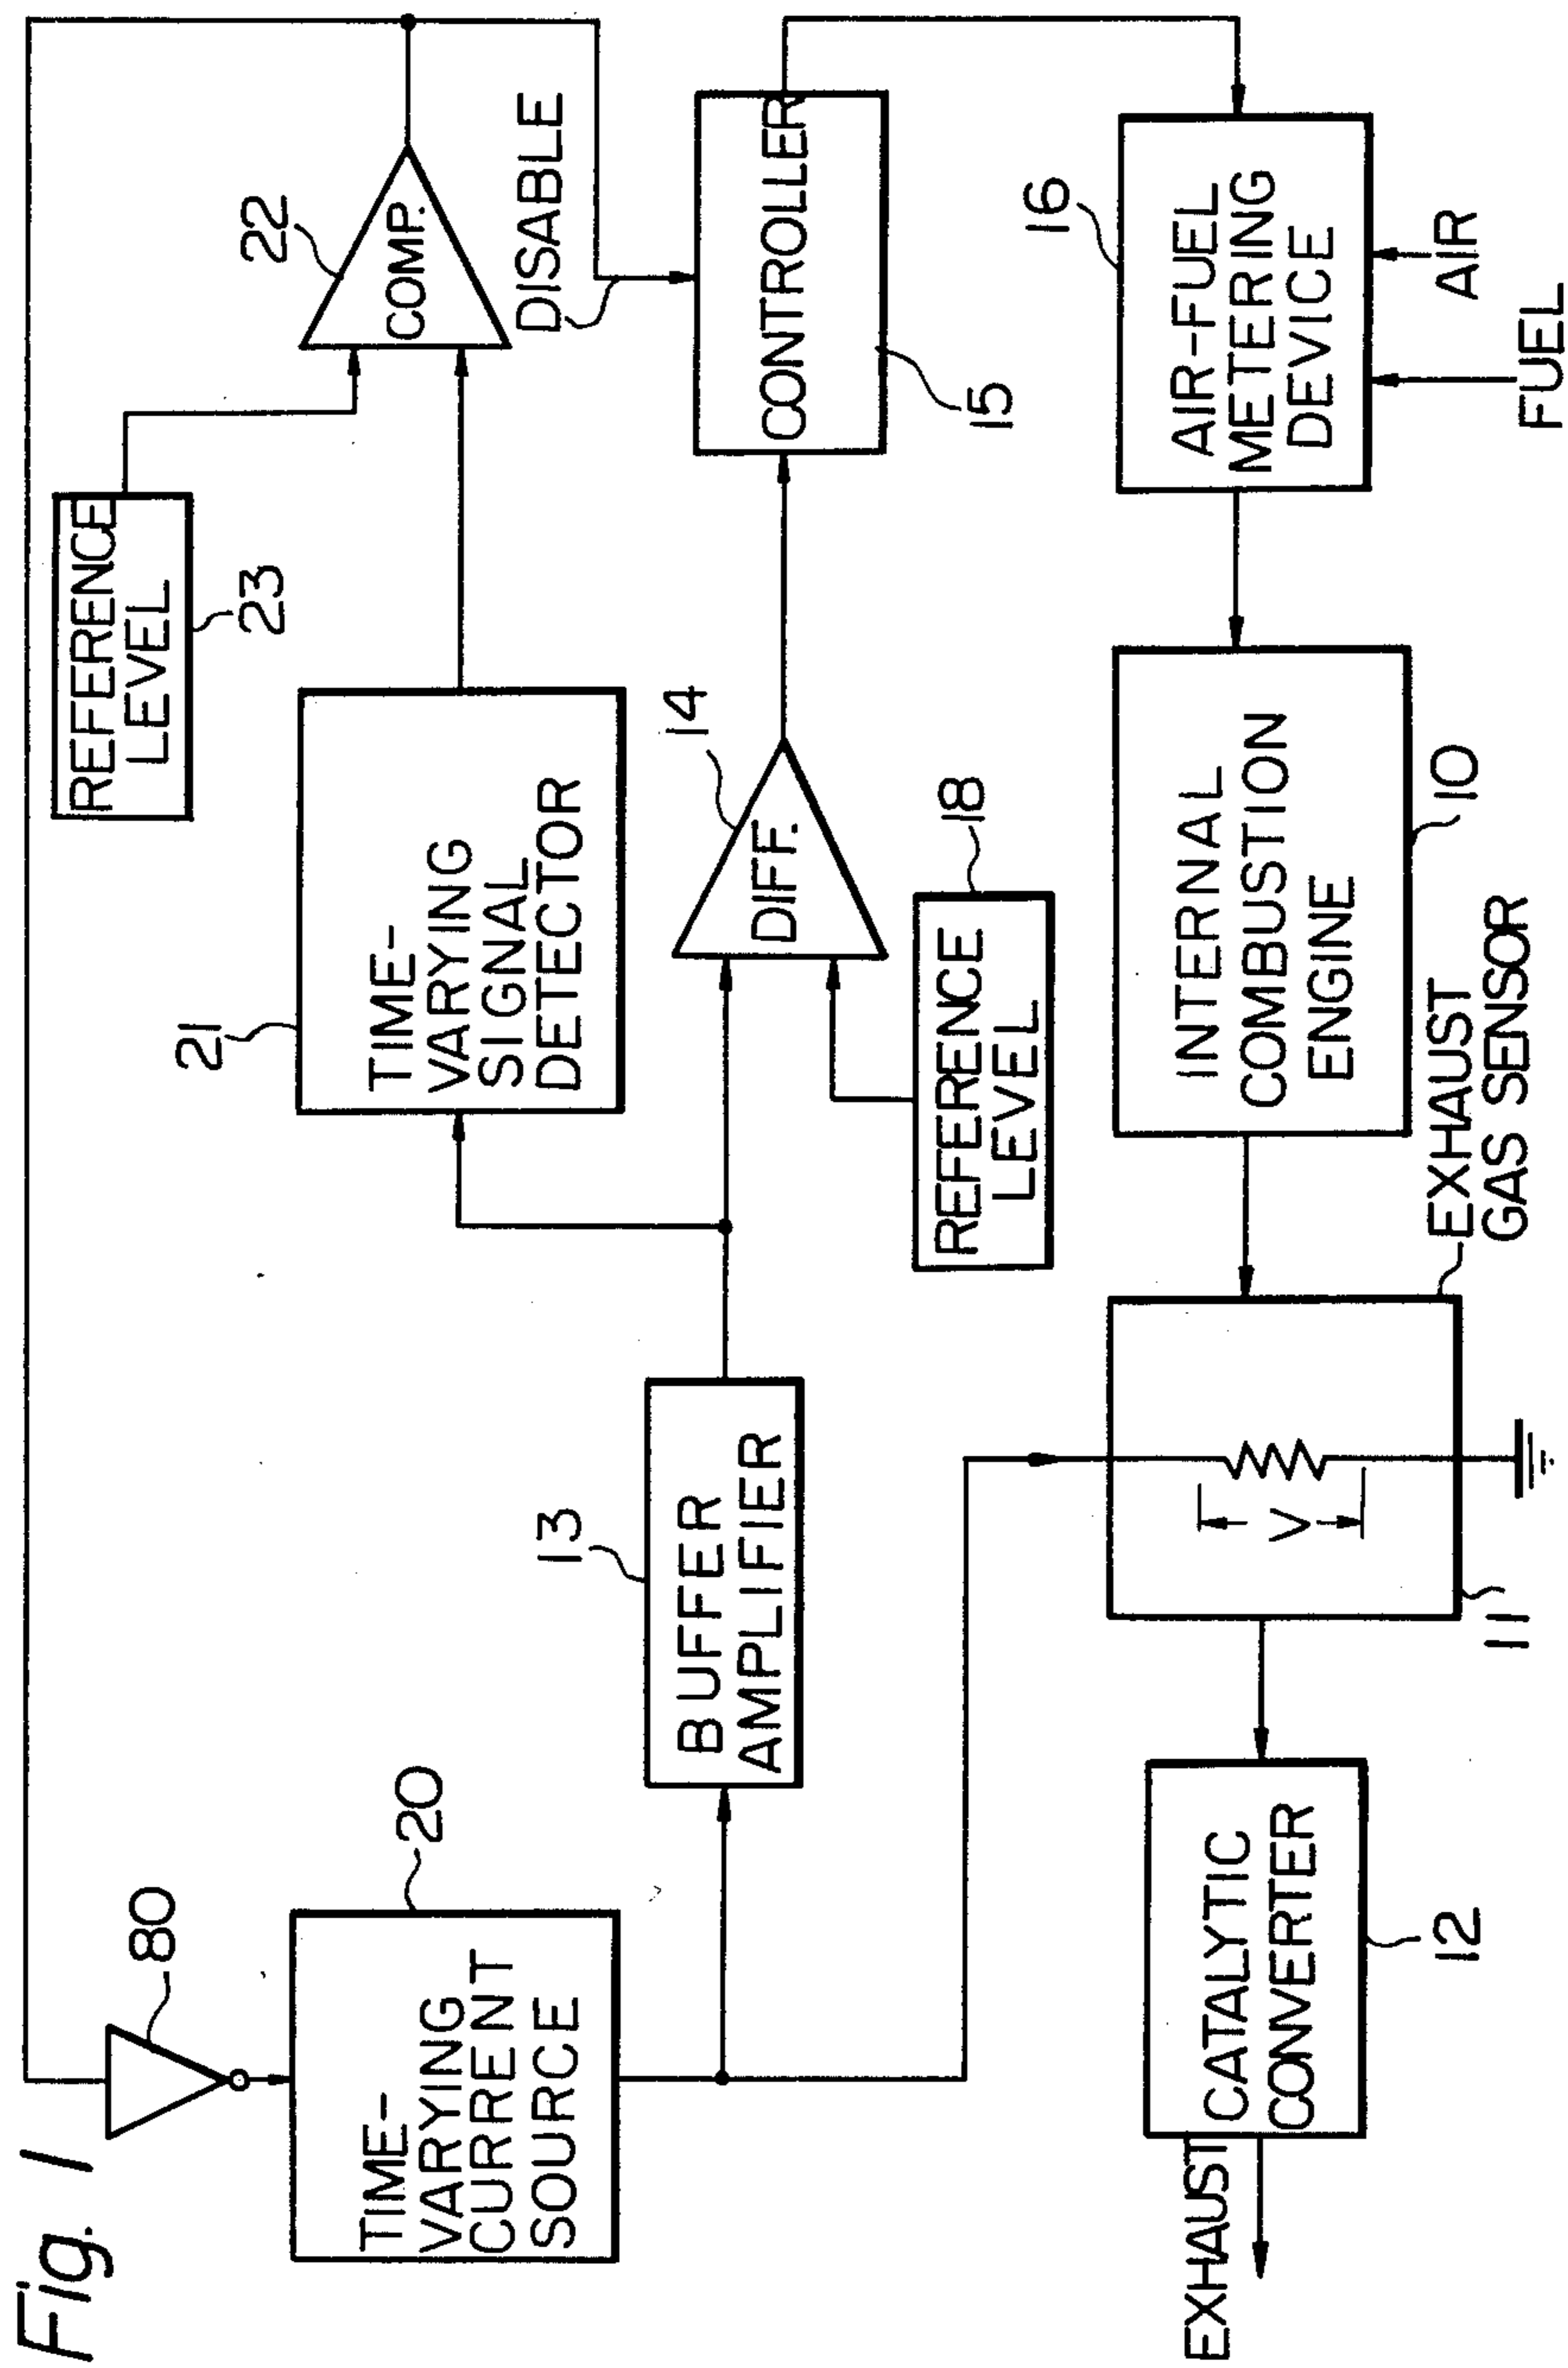 Fig. 1
80
20
TIME-
VARYING
CURRENT
SOURCE
13
BUFFER
AMPLIFIER
21
TIME-
VARYING
SIGNAL
DETECTOR
REFERENCE
LEVEL
23
22
COMP.
DISABLE
14
DIFF.
18
REFERENCE
LEVEL
CONTROLLER
15
16
AIR-FUEL
METERING
DEVICE
AIR
FUEL
INTERNAL
COMBUSTION
ENGINE
10
EXHAUST
GAS SENSOR
V
11
CATALYTIC
CONVERTER
12
EXHAUST